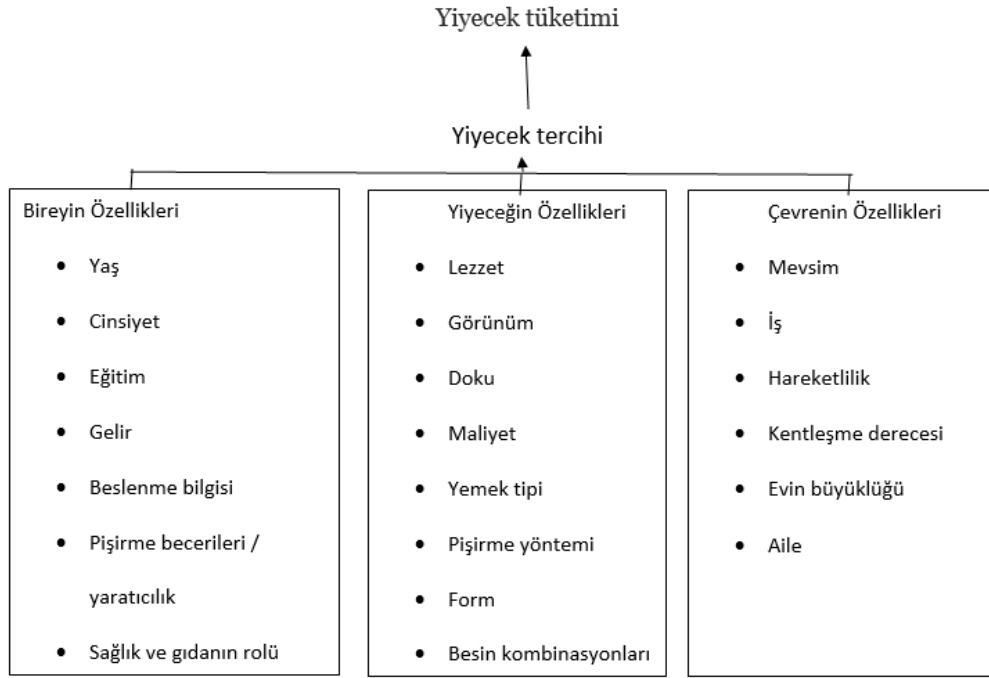 Yiyecek tüketimi
Yiyecek tercihi
Bireyin Özellikleri
• Yaş
• Cinsiyet
• Eğitim
• Gelir
• Beslenme bilgisi
• Pişirme becerileri /
yaratıcılık
• Sağlık ve gıdanın rolü
Yiyeceğin Özellikleri
• Lezzet
• Görünüm
• Doku
• Maliyet
• Yemek tipi
• Pişirme yöntemi
• Form
• Besin kombinasyonları
Çevrenin Özellikleri
• Mevsim
• İş
• Hareketlilik
• Kentleşme derecesi
• Evin büyüklüğü
• Aile